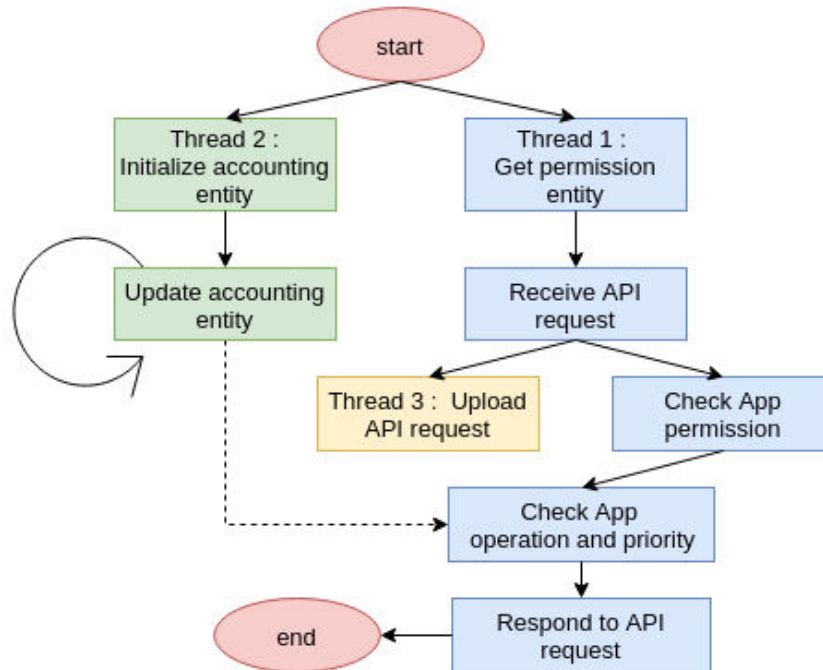 start
Thread 2 :
Initialize accounting
entity
Thread 1 :
Get permission
entity
Update accounting
entity
Receive API
request
Thread 3 :  Upload
API request
Check App
permission
Check App
operation and priority
Respond to API
request
end